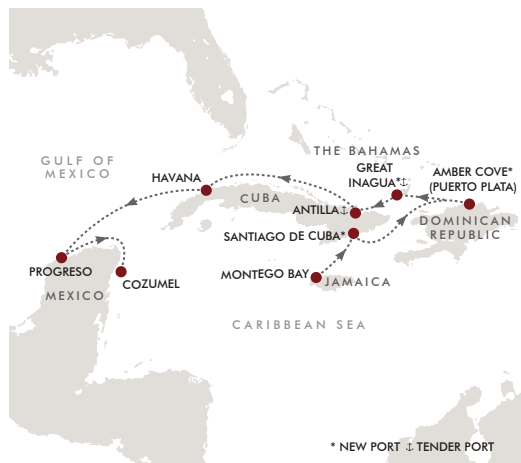 THE BAHAMAS
GULF OF
MEXICO
HAVANA
GREAT
INAGUA*⚓
AMBER COVE*
(PUERTO PLATA)
CUBA
ANTILLA⚓
DOMINICAN
REPUBLIC
SANTIAGO DE CUBA*
PROGRESO
MONTEGO BAY
JAMAICA
COZUMEL
MEXICO
CARIBBEAN SEA
* NEW PORT ⚓ TENDER PORT